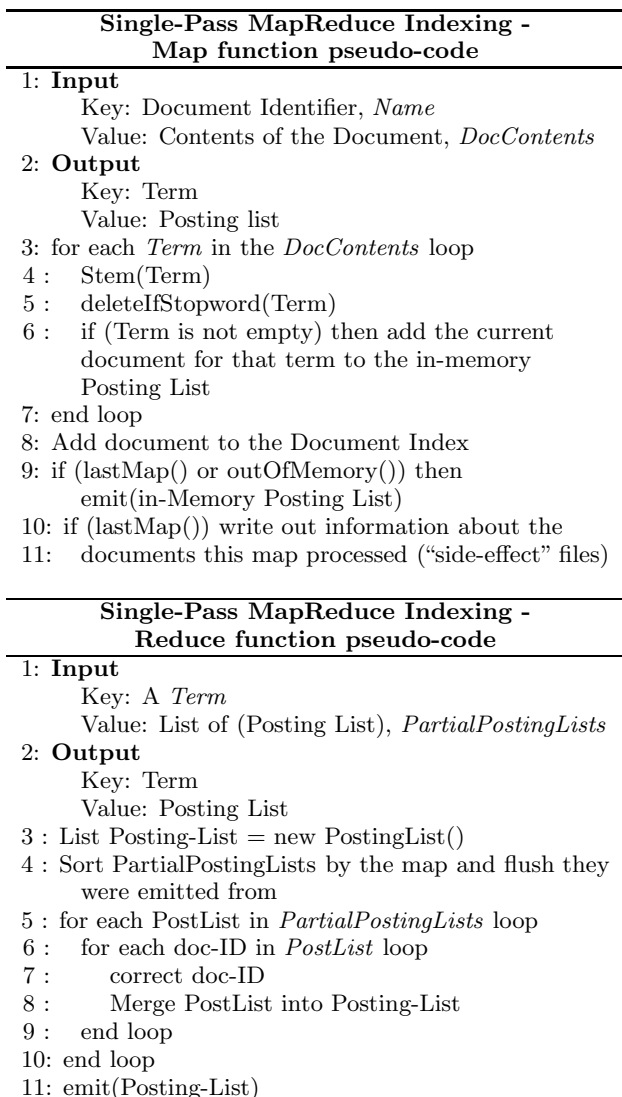 Single-Pass MapReduce Indexing -
Map function pseudo-code
1: Input
Key: Document Identifier, Name
Value: Contents of the Document, DocContents
2: Output
Key: Term
Value: Posting list
3: for each Term in the DocContents loop
4 : Stem(Term)
5 : deleteIfStopword(Term)
6 : if (Term is not empty) then add the current
document for that term to the in-memory
Posting List
7: end loop
8: Add document to the Document Index
9: if (lastMap() or outOfMemory()) then
emit(in-Memory Posting List)
10: if (lastMap()) write out information about the
11: documents this map processed (“side-effect” files)
Single-Pass MapReduce Indexing -
Reduce function pseudo-code
1: Input
Key: A Term
Value: List of (Posting List), PartialPostingLists
2: Output
Key: Term
Value: Posting List
3 : List Posting-List = new PostingList()
4 : Sort PartialPostingLists by the map and flush they
were emitted from
5 : for each PostList in PartialPostingLists loop
6 : for each doc-ID in PostList loop
7 : correct doc-ID
8 : Merge PostList into Posting-List
9 : end loop
10: end loop
11: emit(Posting-List)